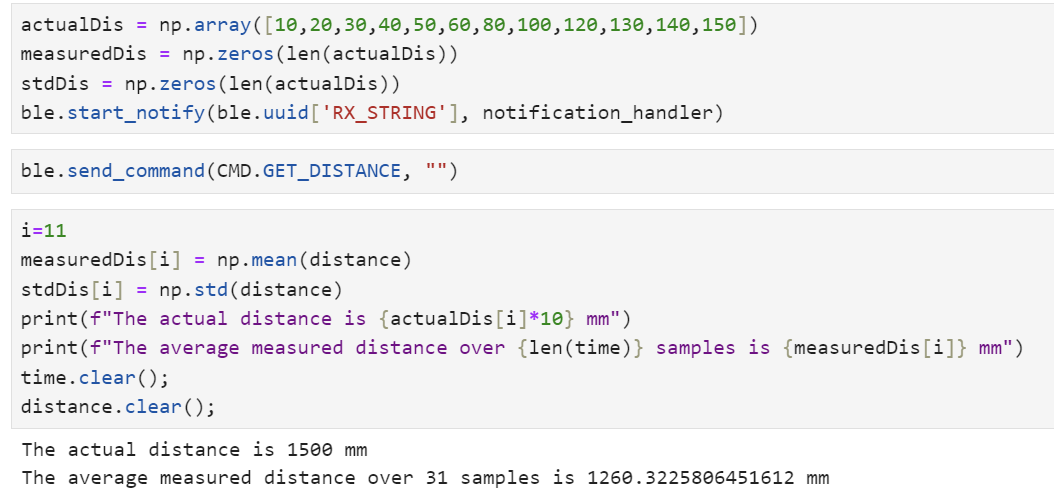 actualDis = np.array([10,20,30,40,50,60,80,100,120,130,140,150])
measuredDis = np.zeros(len(actualDis))
stdDis = np.zeros(len(actualDis))
ble.start_notify(ble.uuid['RX_STRING'], notification_handler)
ble.send_command(CMD.GET_DISTANCE, "")
i=11
measuredDis[i] = np.mean(distance)
stdDis[i] = np.std(distance)
print(f"The actual distance is {actualDis[i]*10} mm")
print(f"The average measured distance over {len(time)} samples is {measuredDis[i]} mm")
time.clear();
distance.clear();
The actual distance is 1500 mm
The average measured distance over 31 samples is 1260.3225806451612 mm